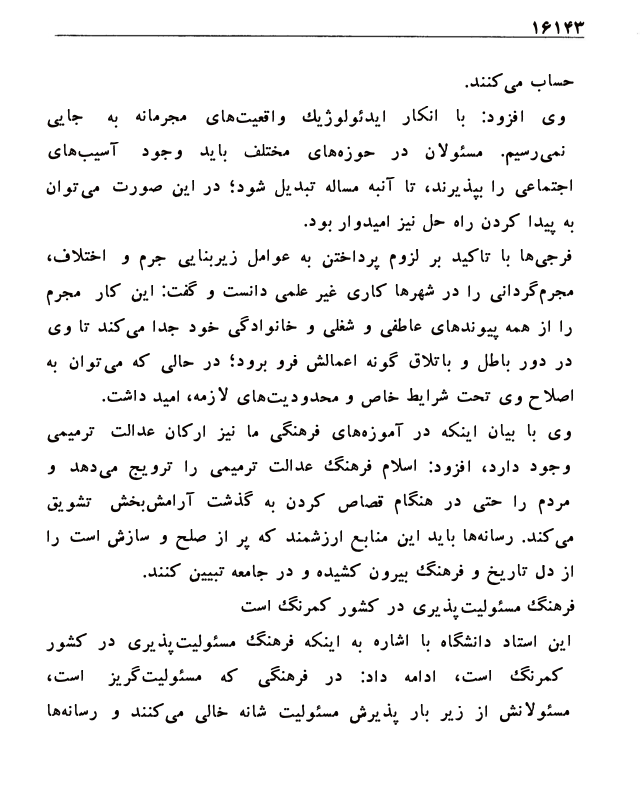 ۱۶۱۴۳
حساب می‌کنند.
وی افزود: با انکار ایدئولوژیك واقعیت‌های مجرمانه به جایی
نمی‌رسیم. مسئولان در حوزه‌های مختلف باید وجود آسیب‌های
اجتماعی را بپذیرند، تا آنبه مساله تبدیل شود؛ در این صورت می‌توان
به پیدا کردن راه حل نیز امیدوار بود.
فرجی‌ها با تاکید بر لزوم پرداختن به عوامل زیربنایی جرم و اختلاف،
مجرم‌گردانی را در شهرها کاری غیر علمی دانست و گفت: این کار مجرم
را از همه پیوندهای عاطفی و شغلی و خانوادگی خود جدا می‌کند تا وی
در دور باطل و باتلاق گونه اعمالش فرو برود؛ در حالی که می‌توان به
اصلاح وی تحت شرایط خاص و محدودیت‌های لازمه، امید داشت.
وی با بیان اینکه در آموزه‌های فرهنگی ما نیز ارکان عدالت ترمیمی
وجود دارد، افزود: اسلام فرهنگ عدالت ترمیمی را ترویج می‌دهد و
مردم را حتی در هنگام قصاص کردن به گذشت آرامش‌بخش تشویق
می‌کند. رسانه‌ها باید این منابع ارزشمند که پر از صلح و سازش است را
از دل تاریخ و فرهنگ بیرون کشیده و در جامعه تبیین کنند.
فرهنگ مسئولیت‌پذیری در کشور کمرنگ است
این استاد دانشگاه با اشاره به اینکه فرهنگ مسئولیت‌پذیری در کشور
کمرنگ است، ادامه داد: در فرهنگی که مسئولیت‌گریز است،
مسئولانش از زیر بار پذیرش مسئولیت شانه خالی می‌کنند و رسانه‌ها